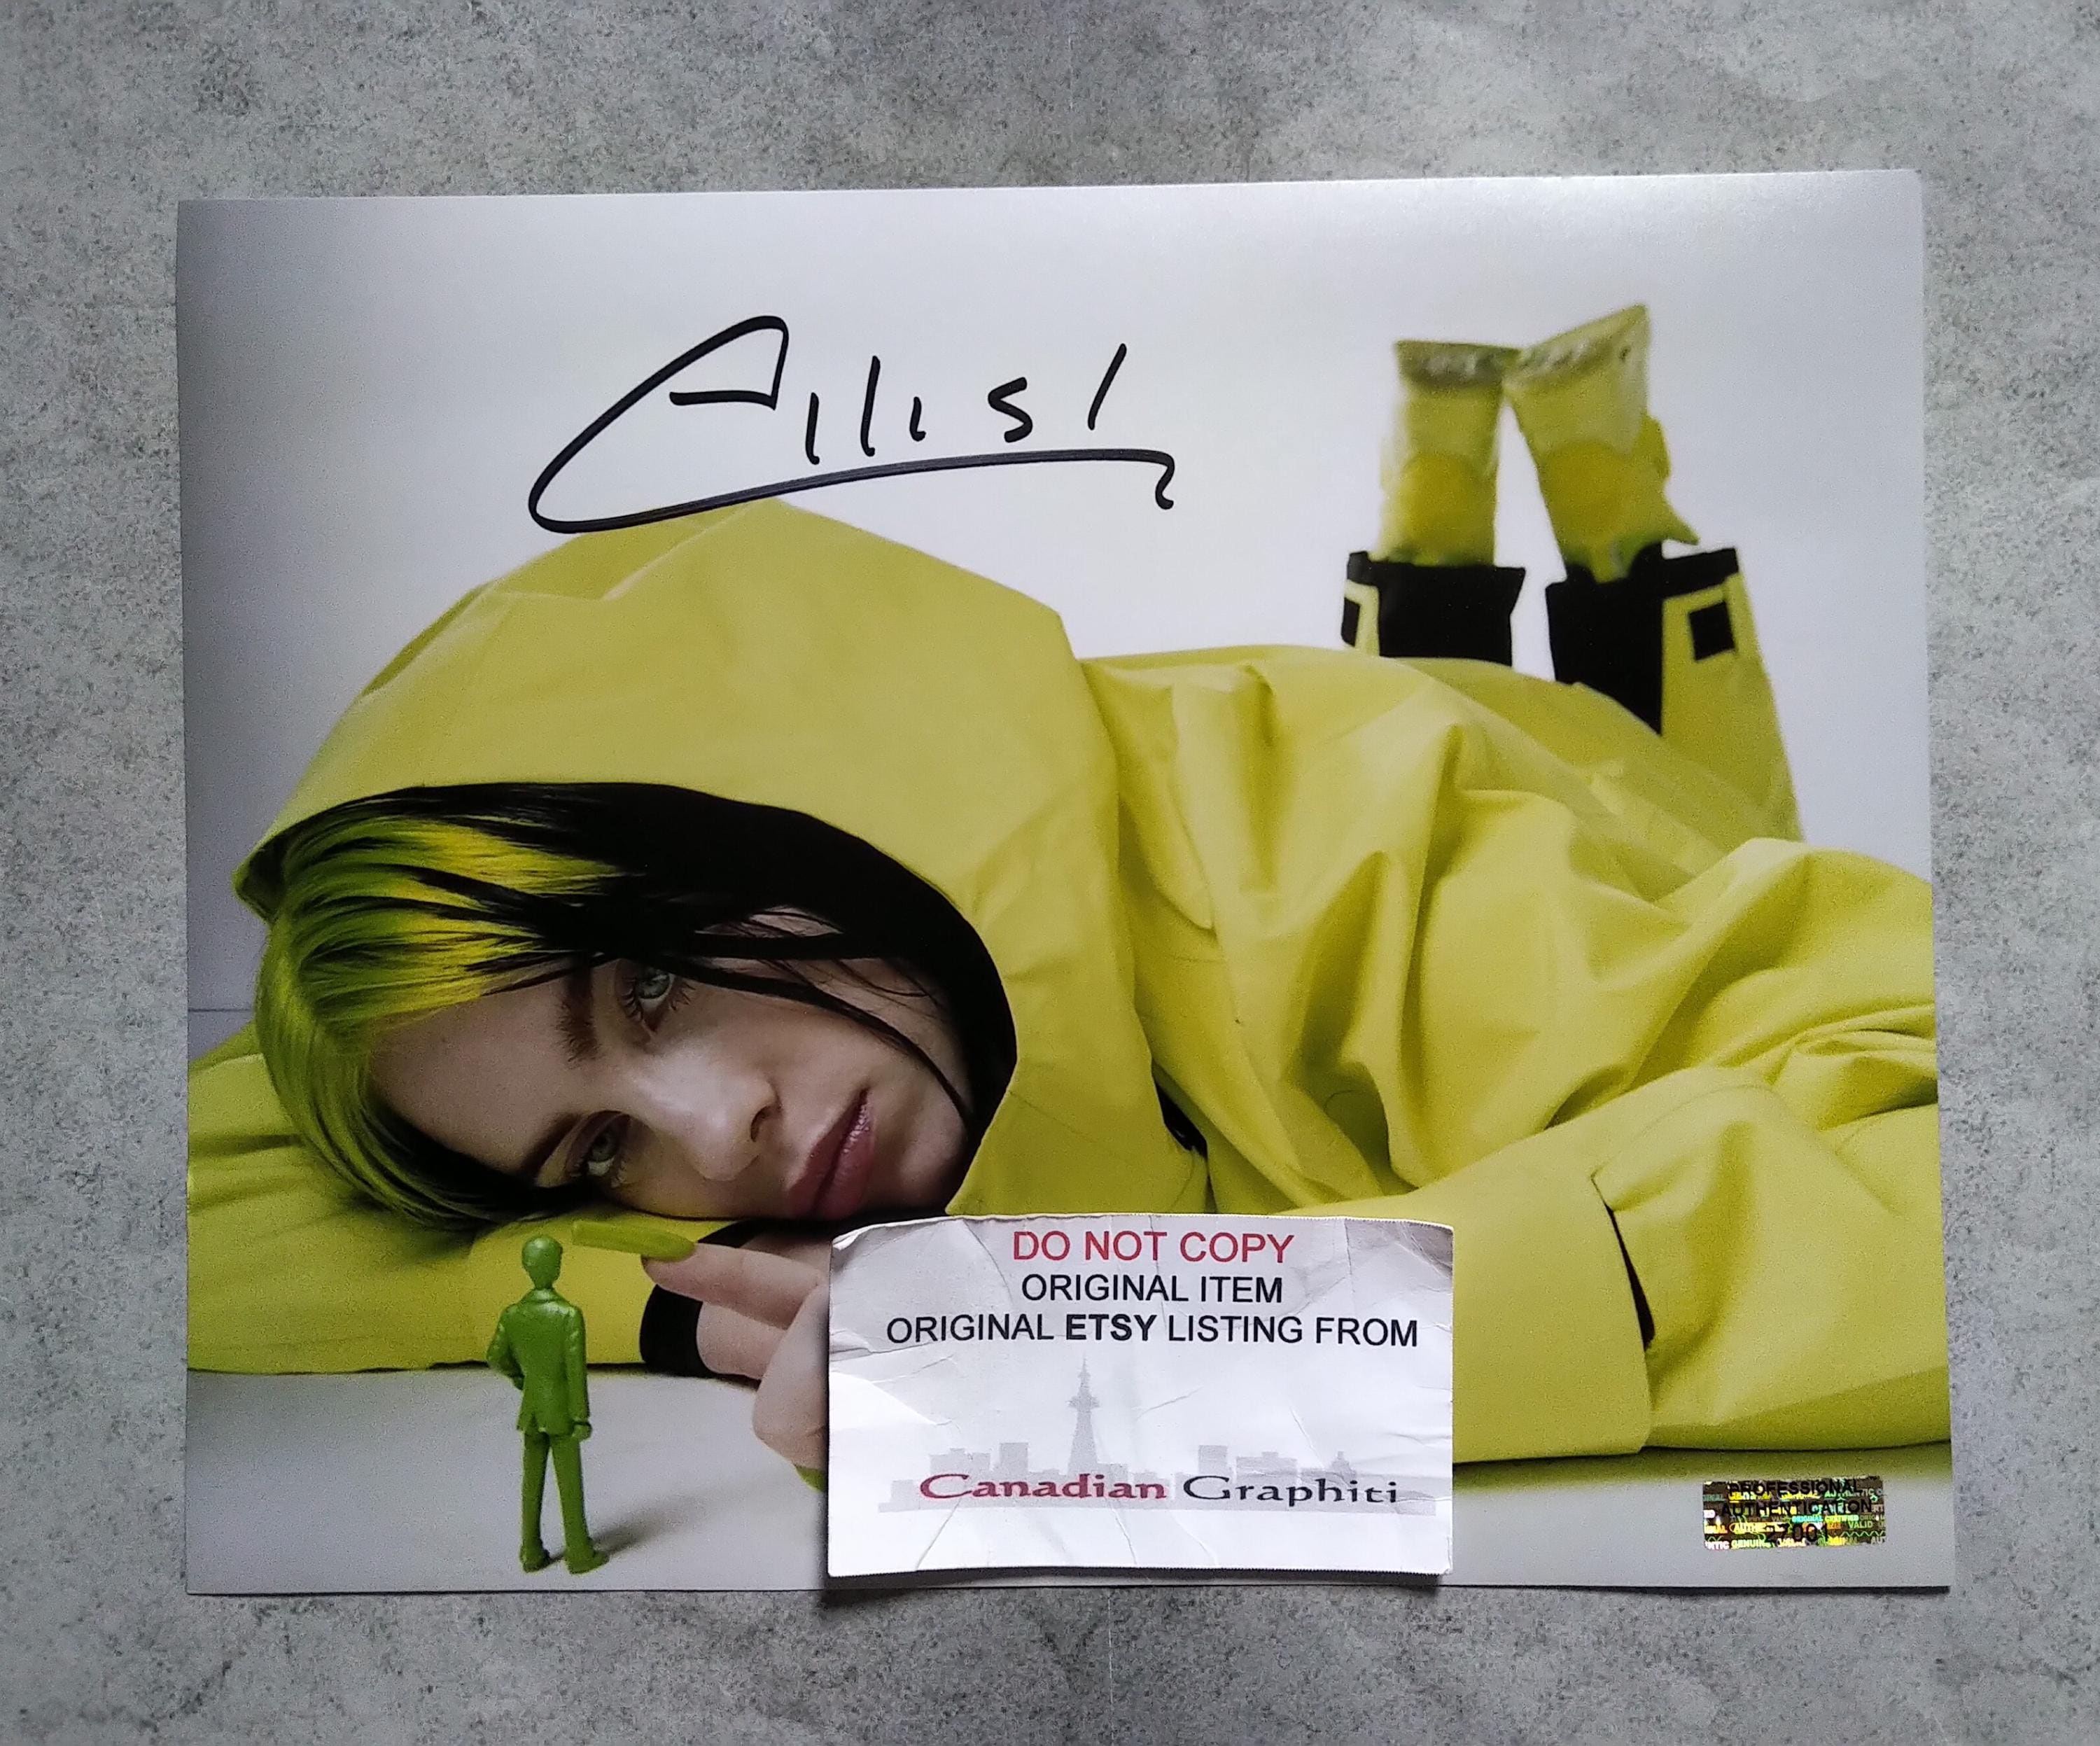 DO NOT COPY
ORIGINAL ITEM
ORIGINAL ETSY LISTING FROM
Canadian Graphiti
PROFESSIONAL
AUTHENTICATION